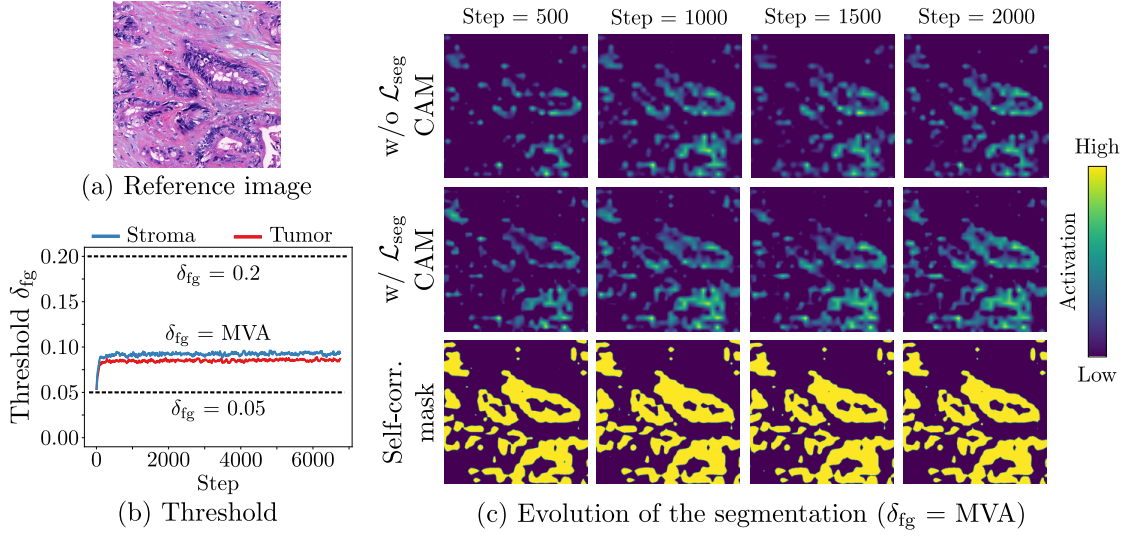 (a) Reference image
Stroma Tumor
Threshold δfg
0.20
0.15
0.10
0.05
0.00
δfg = 0.2
δfg = MVA
δfg = 0.05
0 2000 4000 6000
Step
(b) Threshold
Step = 500 Step = 1000 Step = 1500 Step = 2000
w/o ℒseg
CAM
w/ ℒseg
CAM
Self-corr.
mask
High
Activation
Low
(c) Evolution of the segmentation (δfg = MVA)